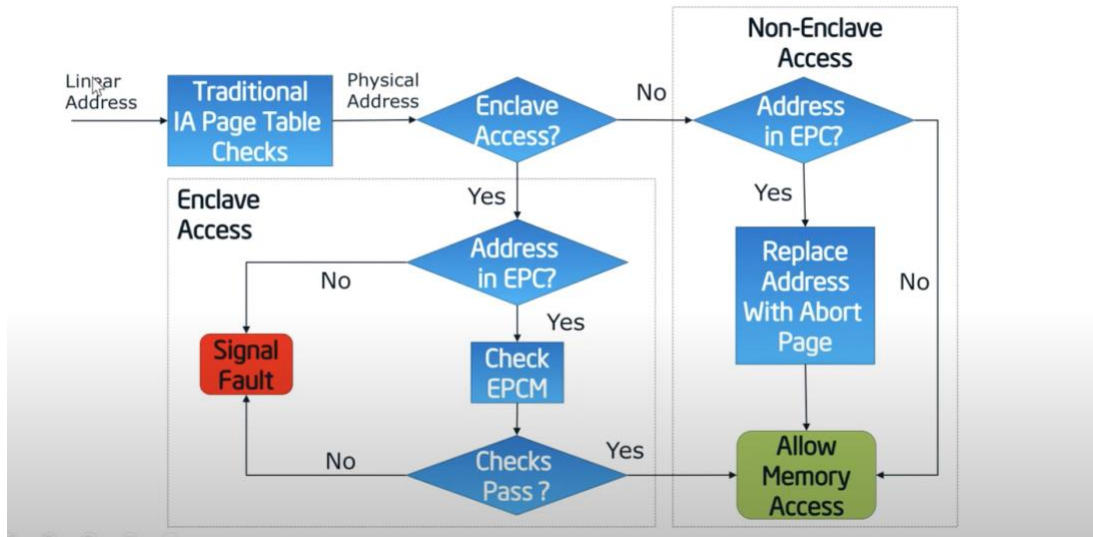 Non-Enclave
Access
Linear
Address
Traditional
IA Page Table
Checks
Physical
Address
Enclave
Access?
No
Address
in EPC?
Yes
No
Replace
Address
With Abort
Page
Allow
Memory
Access
Yes
Enclave
Access
Address
in EPC?
No
Yes
Signal
Fault
Check
EPCM
Checks
Pass ?
No
Yes